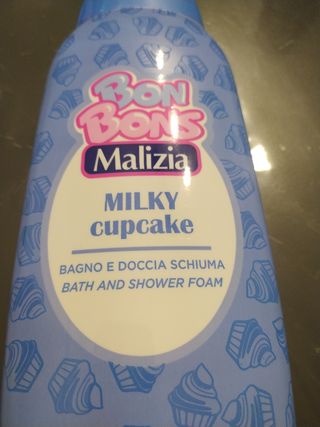 BON
BONS
Malizia
MILKY
cupcake
BAGNO E DOCCIA SCHIUMA
BATH AND SHOWER FOAM